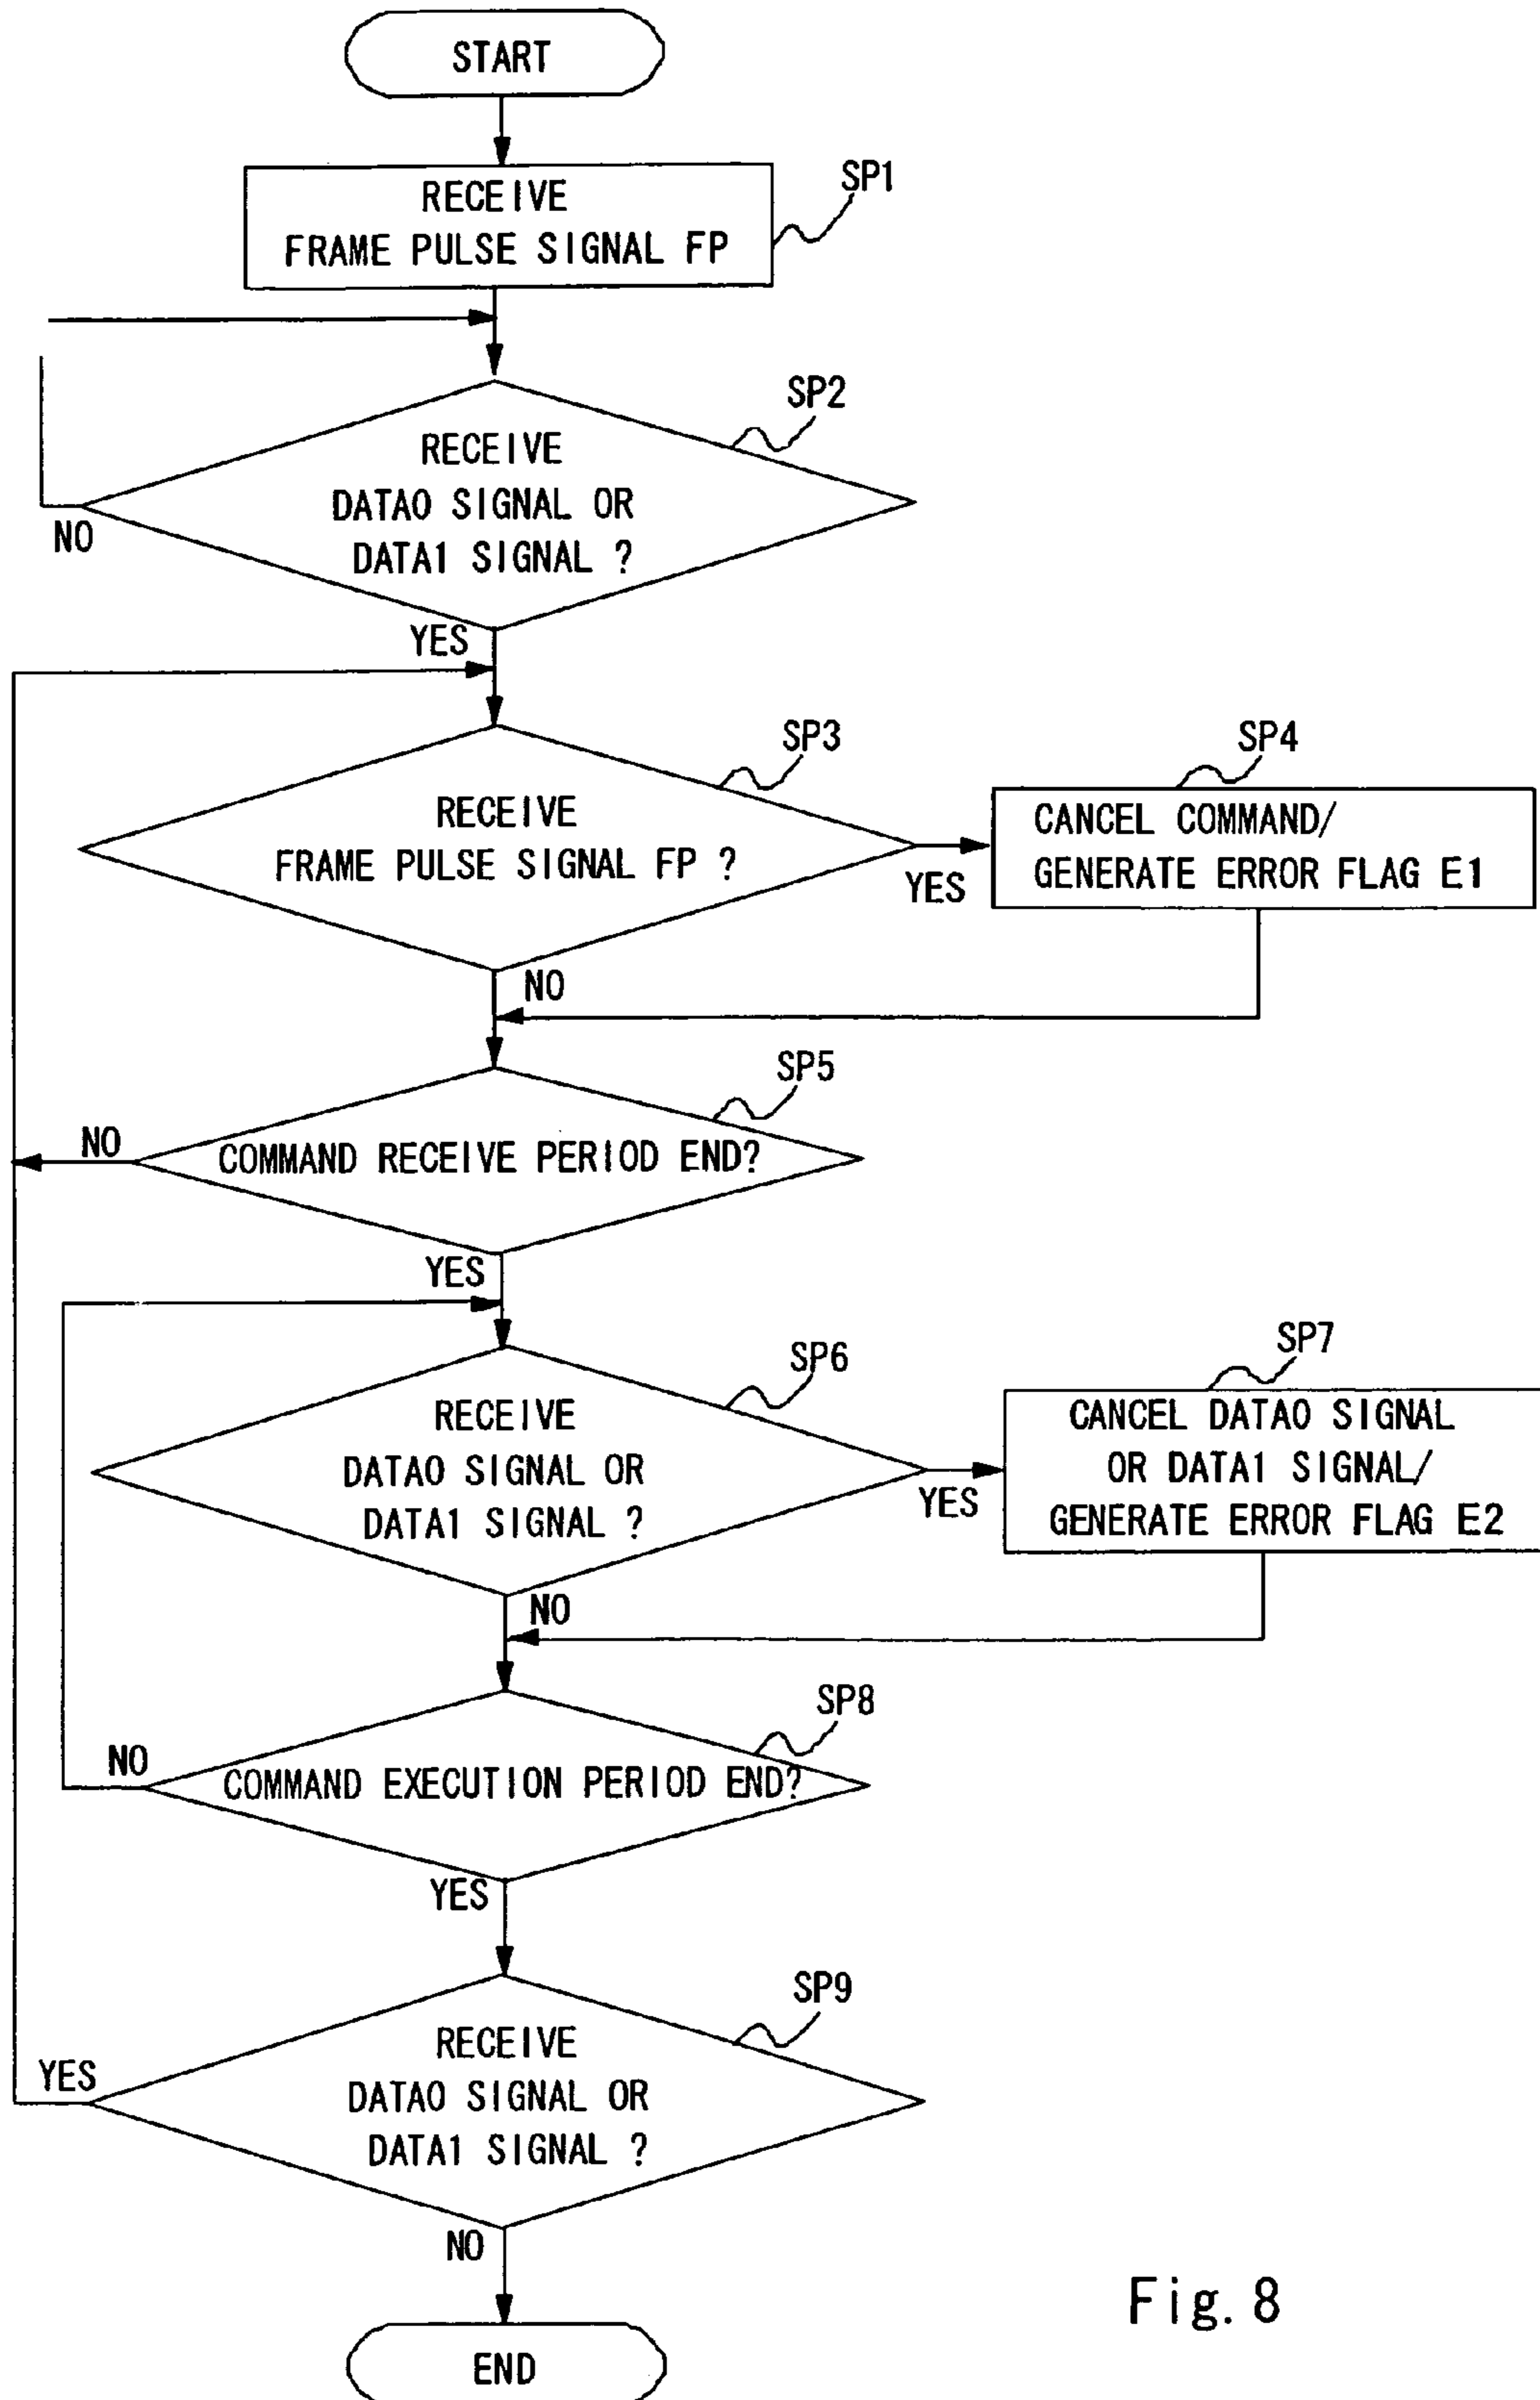 START
SP1
RECEIVE
FRAME PULSE SIGNAL FP
SP2
RECEIVE
DATA0 SIGNAL OR
DATA1 SIGNAL ?
NO
YES
SP3
RECEIVE
FRAME PULSE SIGNAL FP ?
YES
SP4
CANCEL COMMAND/
GENERATE ERROR FLAG E1
NO
SP5
NO
COMMAND RECEIVE PERIOD END?
YES
SP6
RECEIVE
DATA0 SIGNAL OR
DATA1 SIGNAL ?
YES
SP7
CANCEL DATA0 SIGNAL
OR DATA1 SIGNAL/
GENERATE ERROR FLAG E2
NO
SP8
NO
COMMAND EXECUTION PERIOD END?
YES
SP9
RECEIVE
DATA0 SIGNAL OR
DATA1 SIGNAL ?
YES
NO
END
Fig. 8